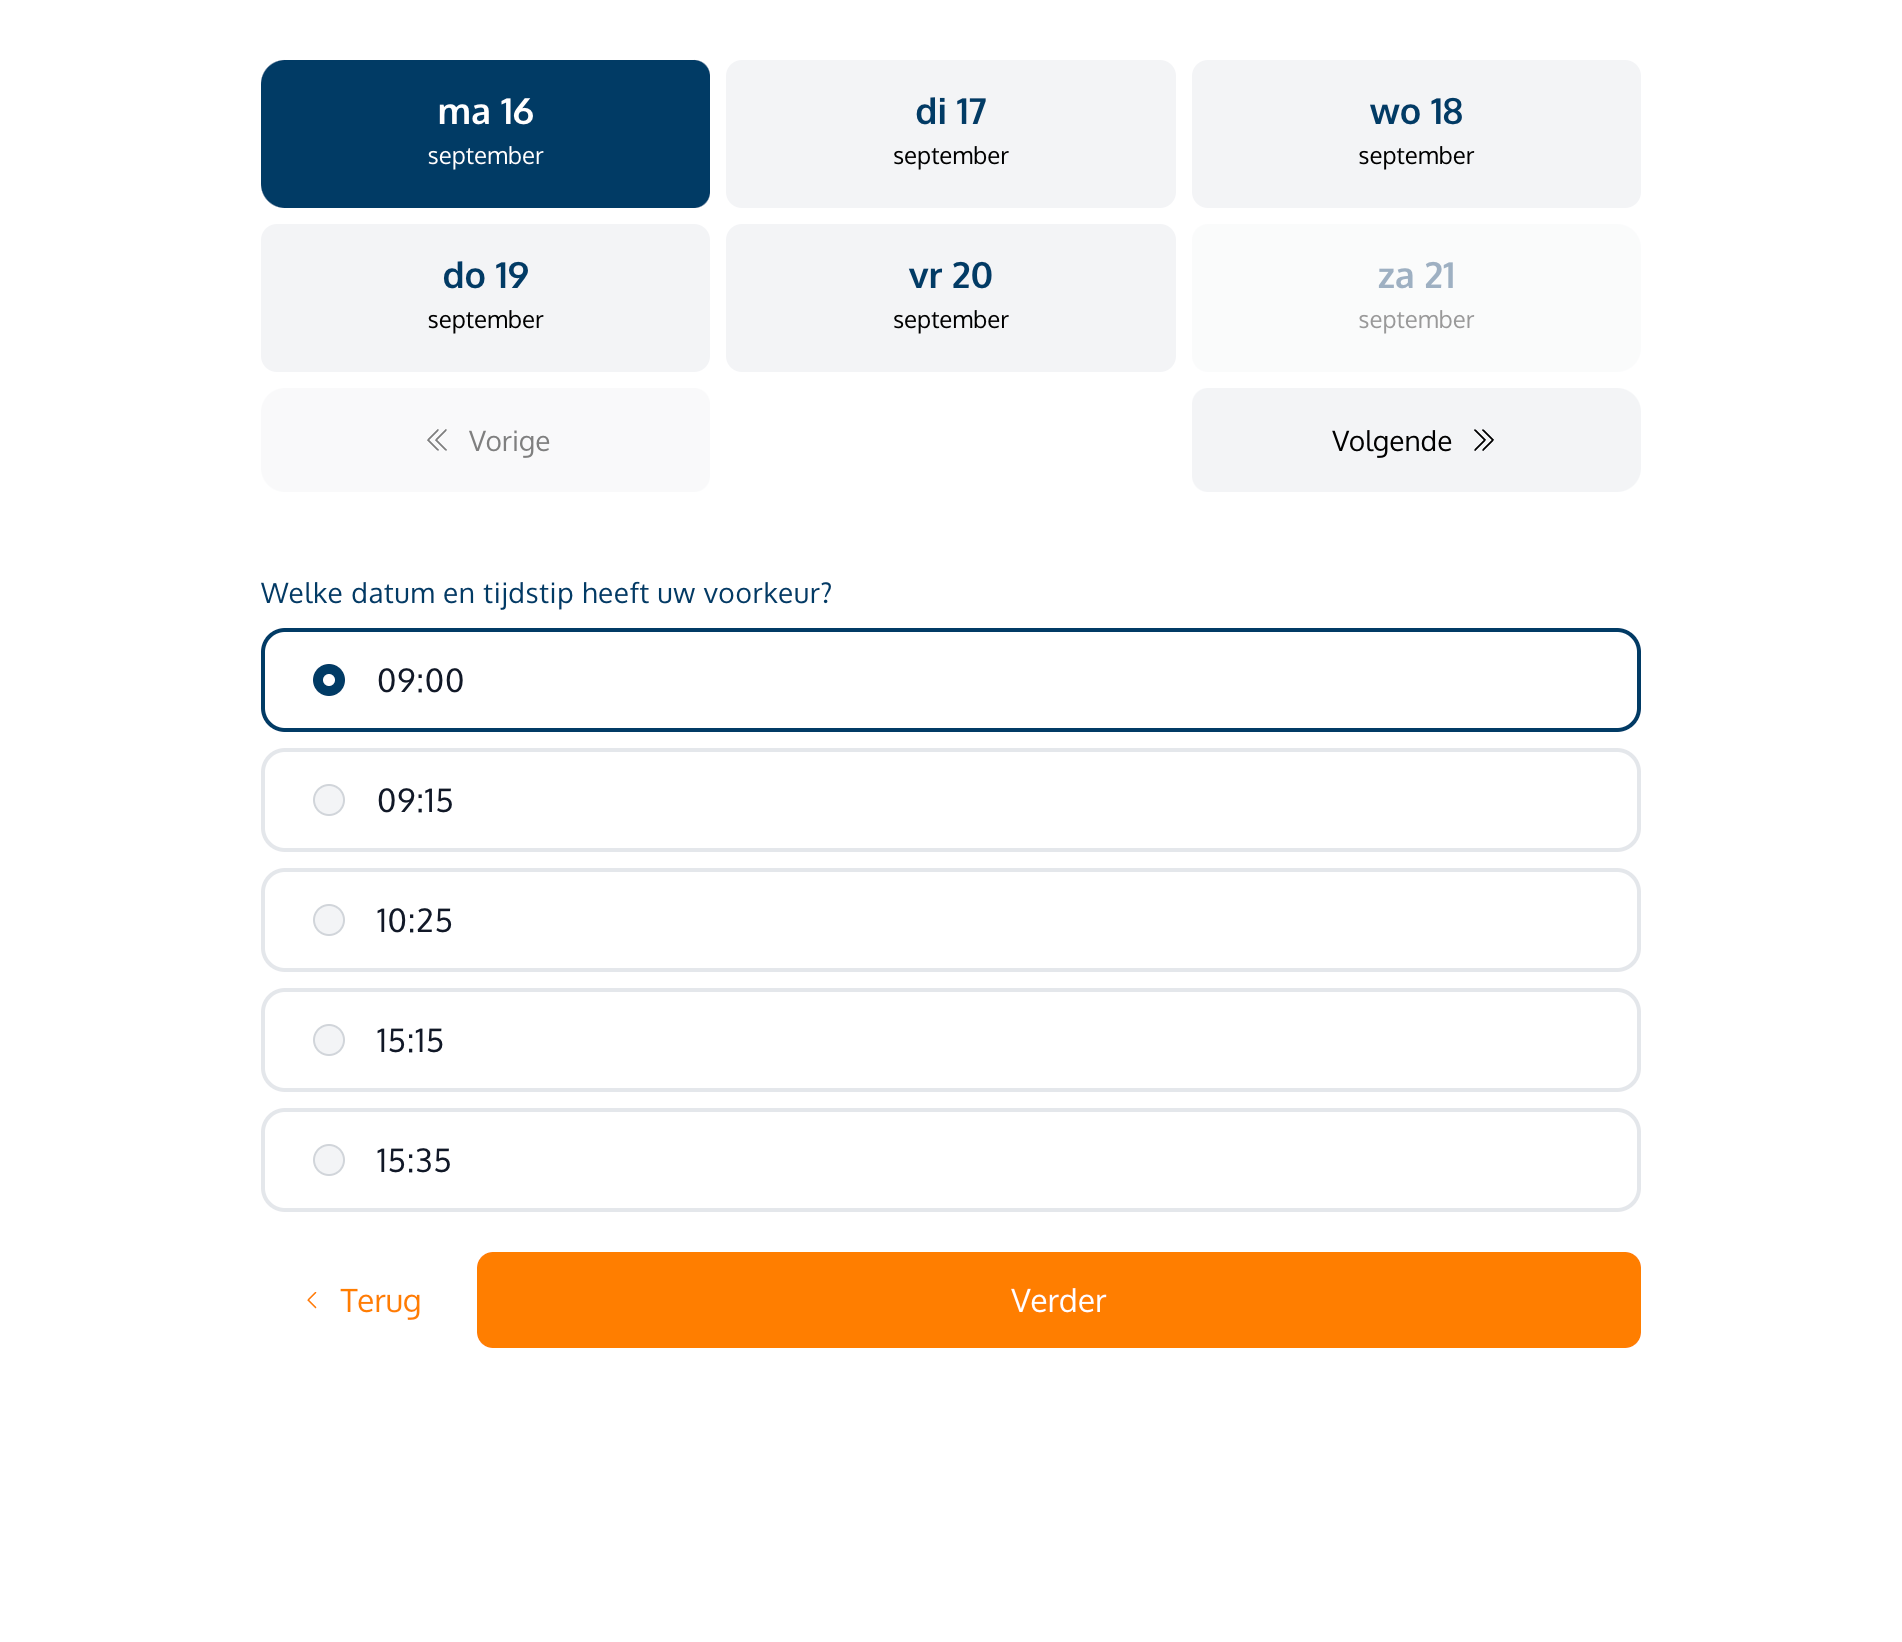 ma 16
september
di 17
september
wo 18
september
do 19
september
vr 20
september
za 21
september
Vorige
Volgende
Welke datum en tijdstip heeft uw voorkeur?
09:00
09:15
10:25
15:15
15:35
Terug
Verder